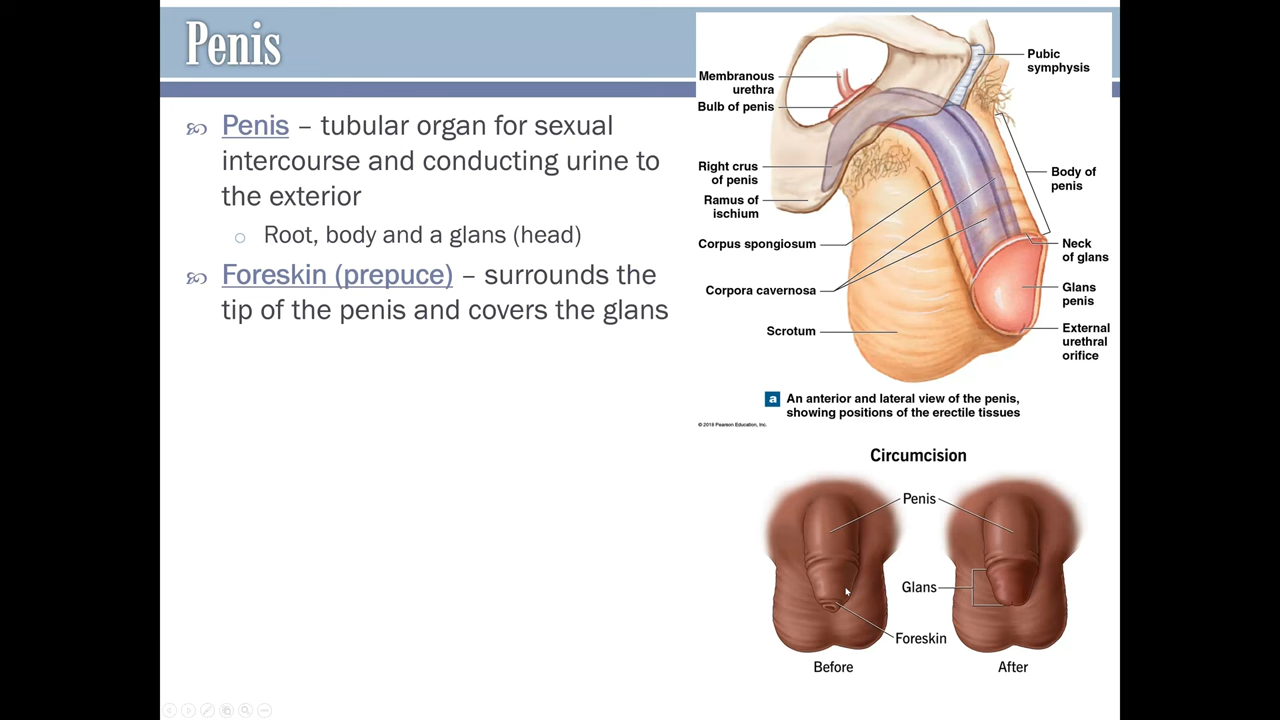 Penis
Penis – tubular organ for sexual
intercourse and conducting urine to
the exterior
Root, body and a glans (head)
Foreskin (prepuce) – surrounds the
tip of the penis and covers the glans
Membranous
urethra
Bulb of penis
Right crus
of penis
Ramus of
ischium
Corpus spongiosum
Corpora cavernosa
Scrotum
Pubic
symphysis
Body of
penis
Neck
of glans
Glans
penis
External
urethral
orifice
a An anterior and lateral view of the penis,
showing positions of the erectile tissues
© 2018 Pearson Education, Inc.
Circumcision
Penis
Glans
Foreskin
Before
After